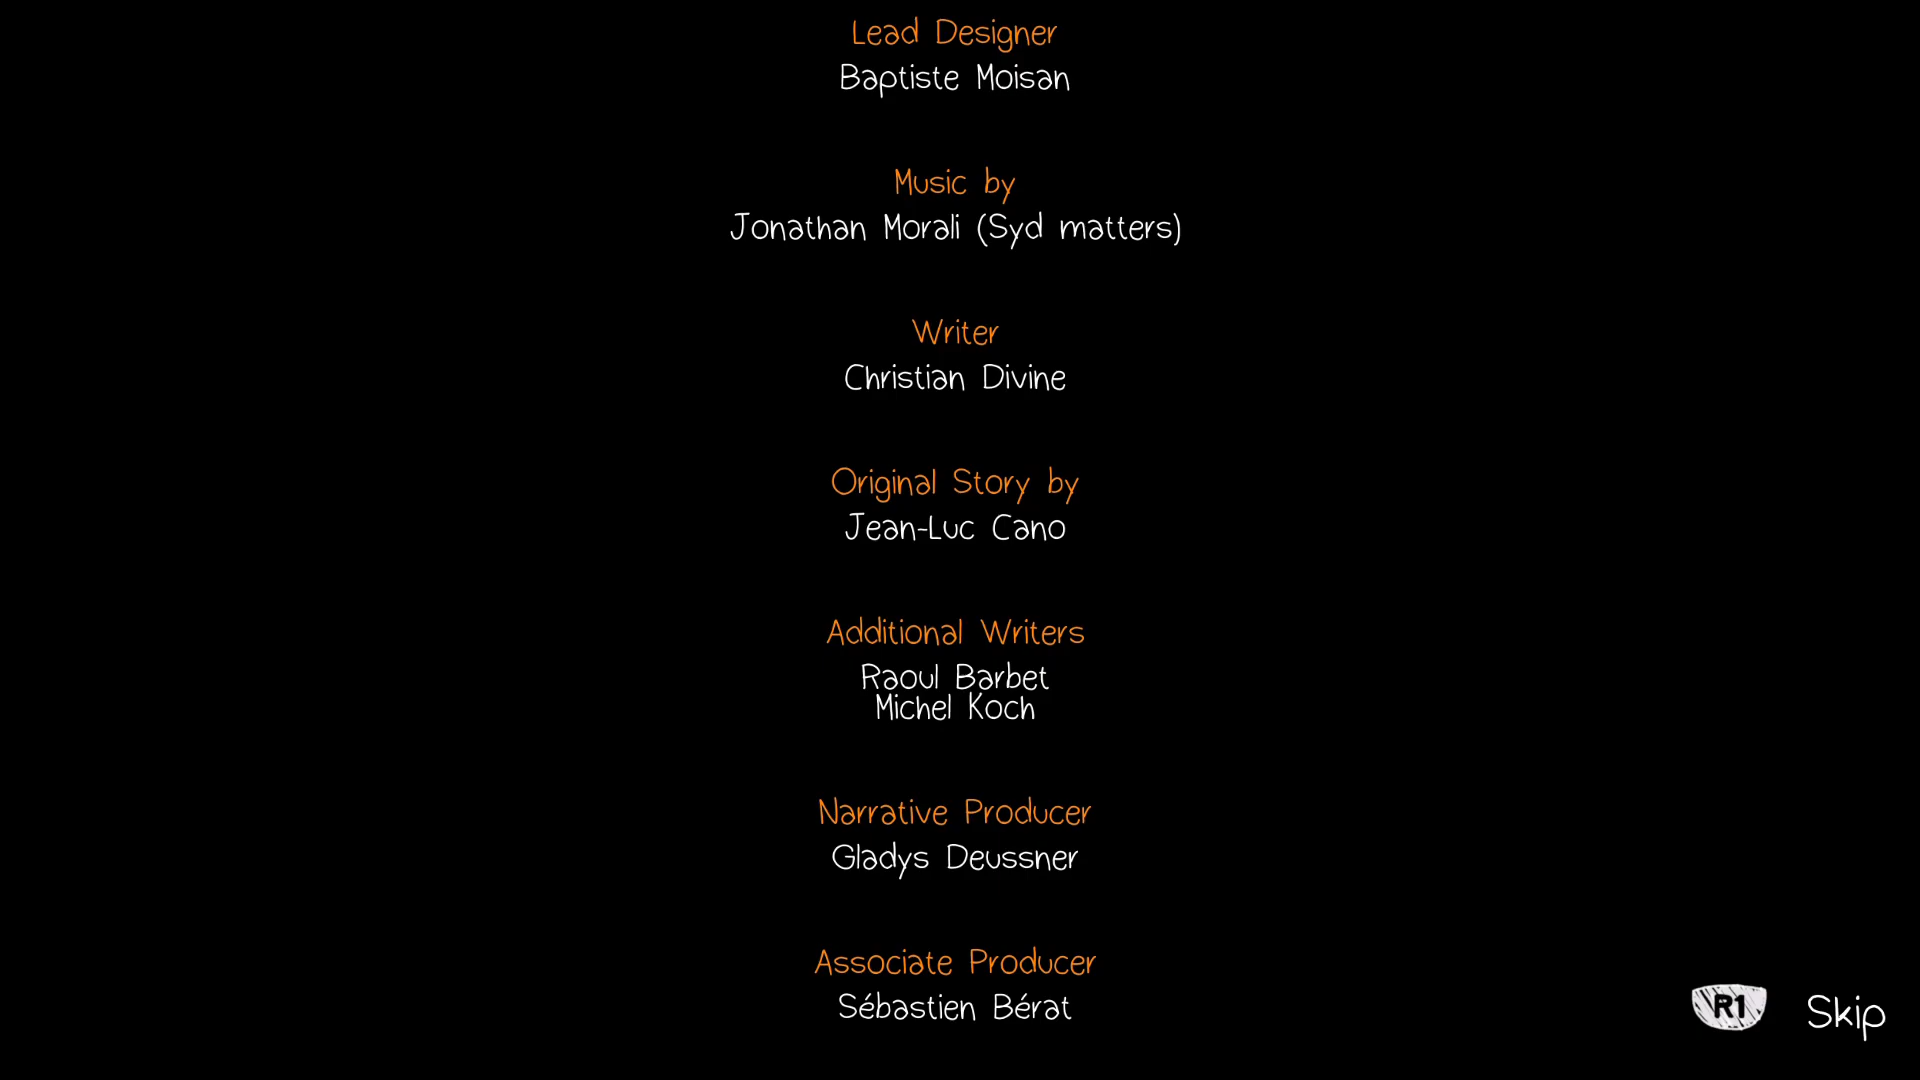 Lead Designer
Baptiste Moisan
Music by
Jonathan Morali (Syd matters)
Writer
Christian Divine
Original Story by
Jean-Luc Cano
Additional Writers
Raoul Barbet
Michel Koch
Narrative Producer
Gladys Deussner
Associate Producer
Sébastien Bérat
R1 Skip